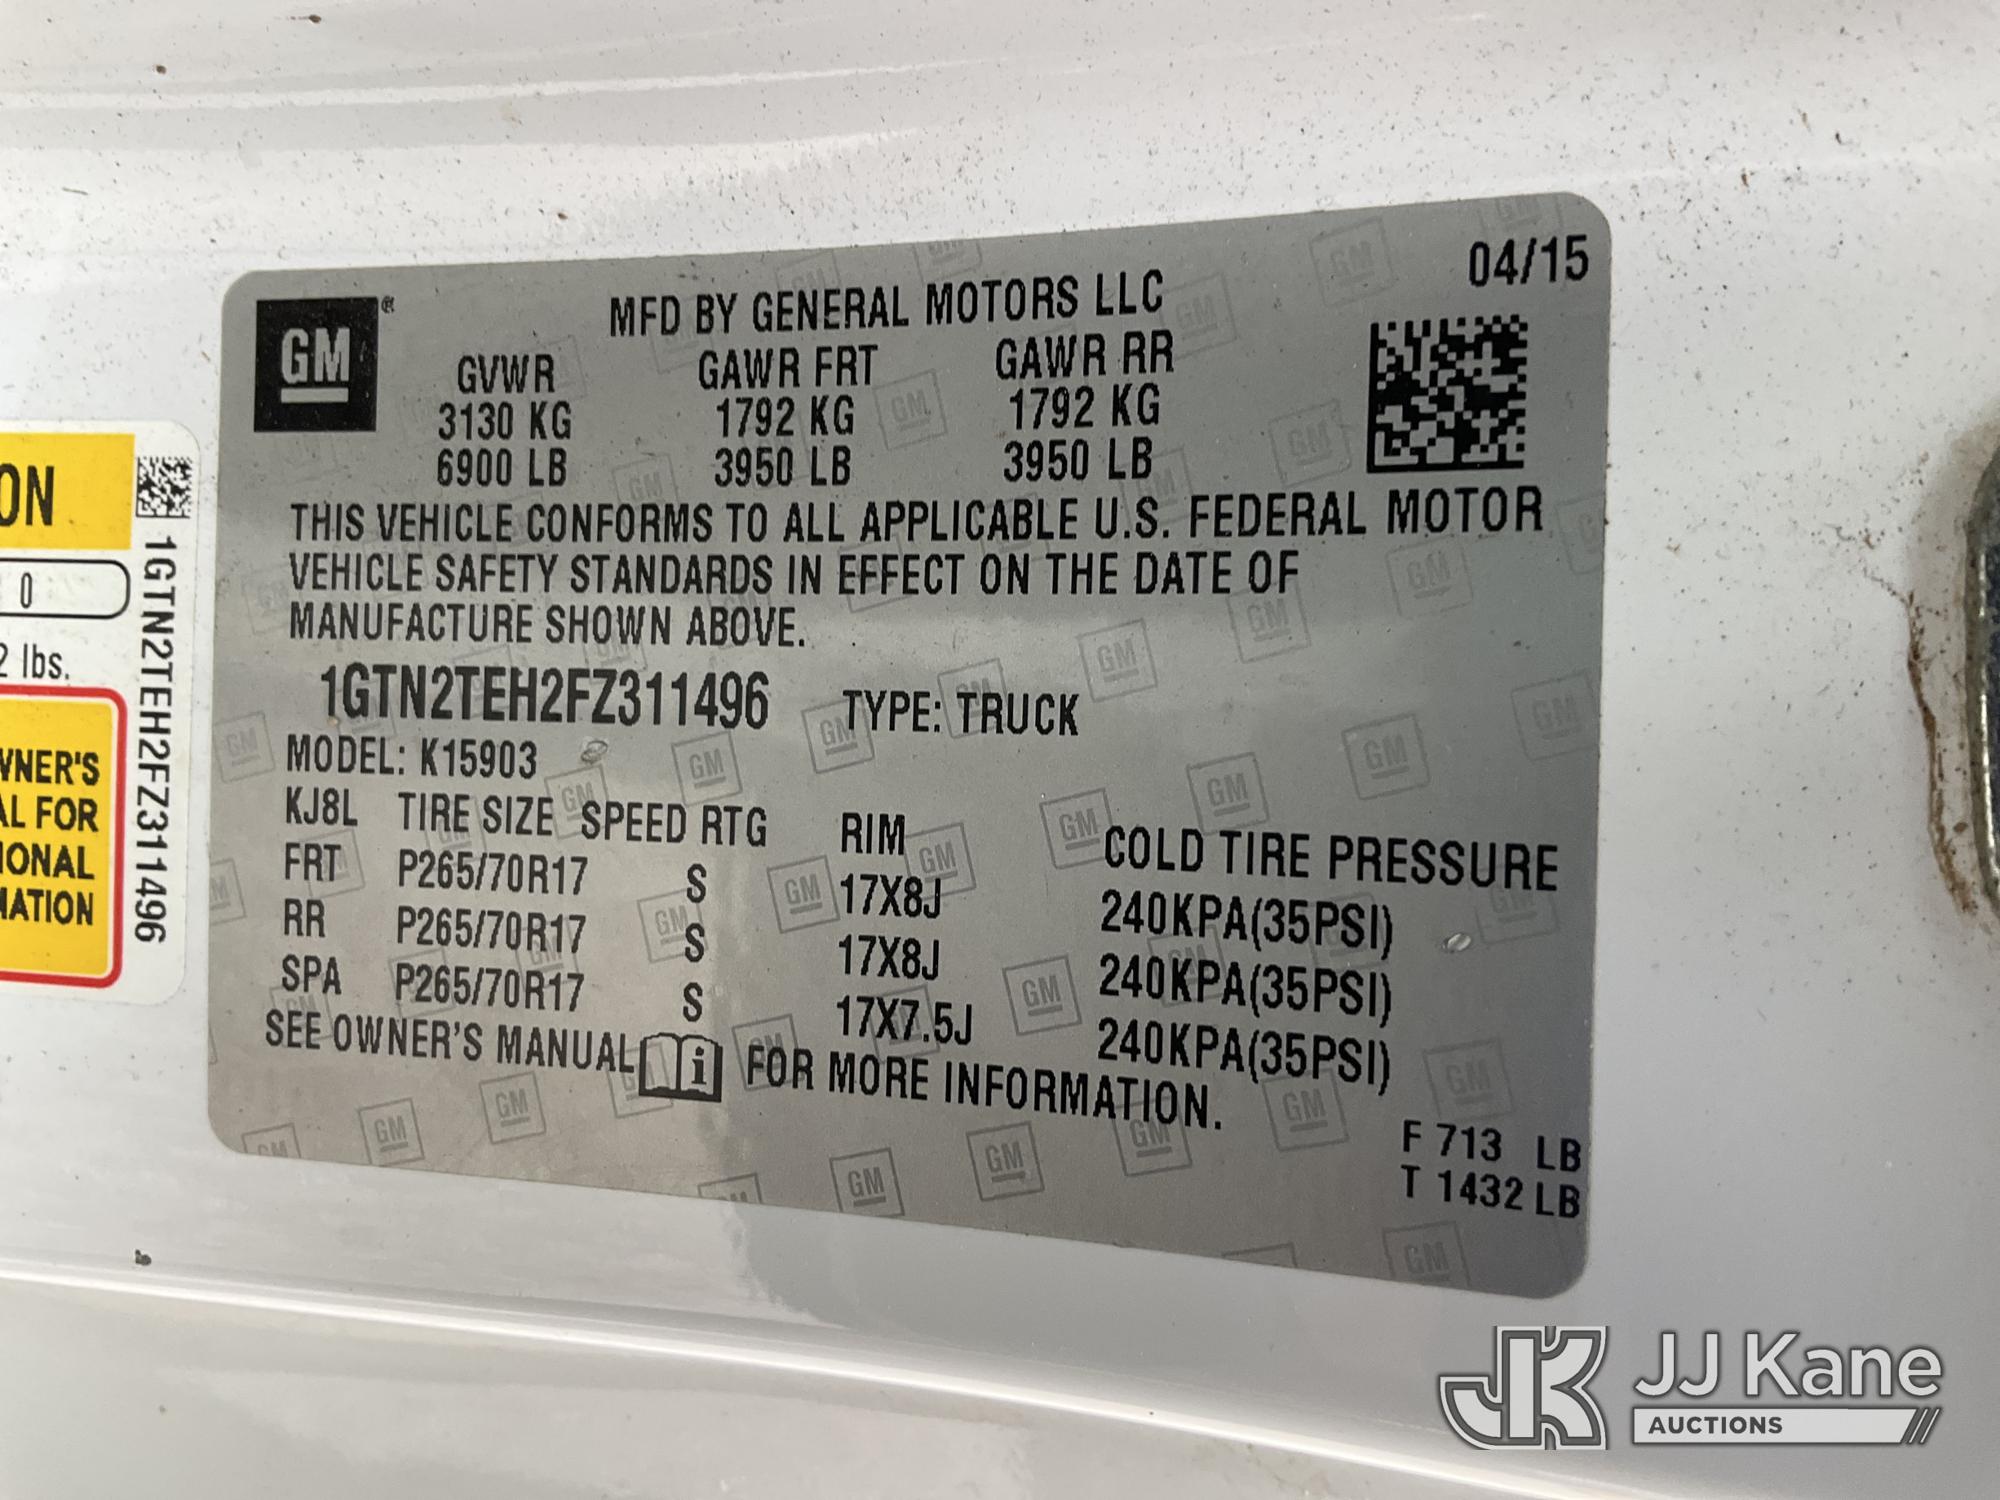 04/15
GM ®
MFD BY GENERAL MOTORS LLC
GVWR GAWR FRT GAWR RR
3130 KG 1792 KG 1792 KG
6900 LB 3950 LB 3950 LB
THIS VEHICLE CONFORMS TO ALL APPLICABLE U.S. FEDERAL MOTOR
VEHICLE SAFETY STANDARDS IN EFFECT ON THE DATE OF
MANUFACTURE SHOWN ABOVE.
1GTN2TEH2FZ311496 TYPE: TRUCK
MODEL: K15903
KJ8L TIRE SIZE SPEED RTG RIM COLD TIRE PRESSURE
FRT P265/70R17 S 17X8J 240KPA(35PSI)
RR P265/70R17 S 17X8J 240KPA(35PSI)
SPA P265/70R17 S 17X7.5J 240KPA(35PSI)
SEE OWNER'S MANUAL i FOR MORE INFORMATION.
F 713 LB
T 1432 LB
ON
0
2 lbs.
WNER'S
AL FOR
IONAL
MATION
1GTN2TEH2FZ311496
JK JJ Kane
AUCTIONS